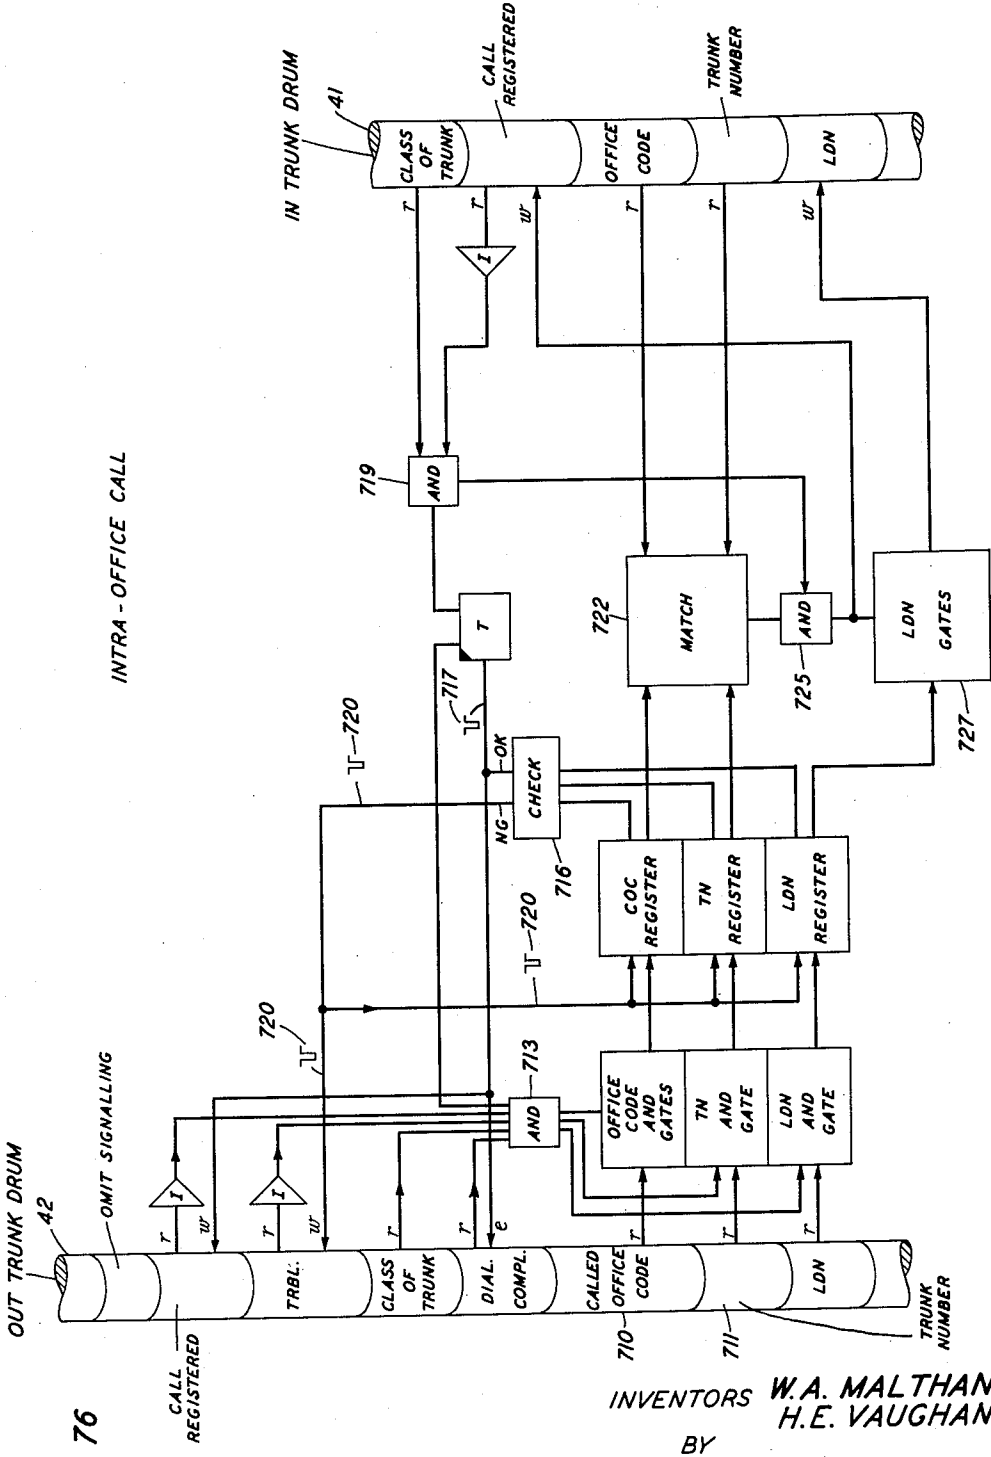 IN TRUNK DRUM
41
CLASS
OF
TRUNK
CALL
REGISTERED
OFFICE
CODE
TRUNK
NUMBER
LDN
r
r
w
r
r
w
I
INTRA-OFFICE CALL
719
AND
T
717
722
MATCH
AND
725
LDN
GATES
727
720
OK
NG
CHECK
716
COC
REGISTER
TN
REGISTER
LDN
REGISTER
720
720
713
AND
OFFICE
CODE
AND
GATES
TN
AND
GATE
LDN
AND
GATE
OUT TRUNK DRUM
42
OMIT SIGNALLING
I
I
r
w
r
w
r
r
e
r
r
r
CALL
REGISTERED
TRBL.
CLASS
OF
TRUNK
DIAL.
COMPL.
CALLED
OFFICE
CODE
710
711
LDN
TRUNK
NUMBER
76
INVENTORS W.A. MALTHAN
H.E. VAUGHAN
BY